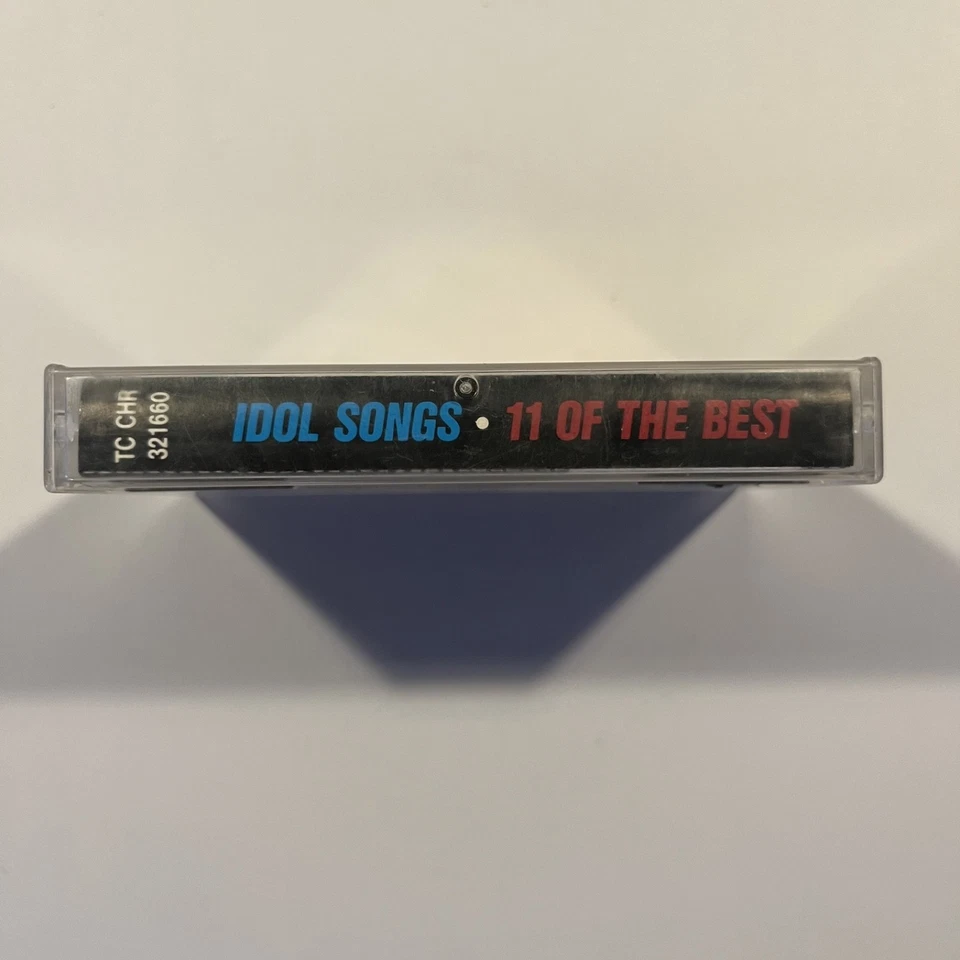 TC CHR
321660
IDOL SONGS • 11 OF THE BEST